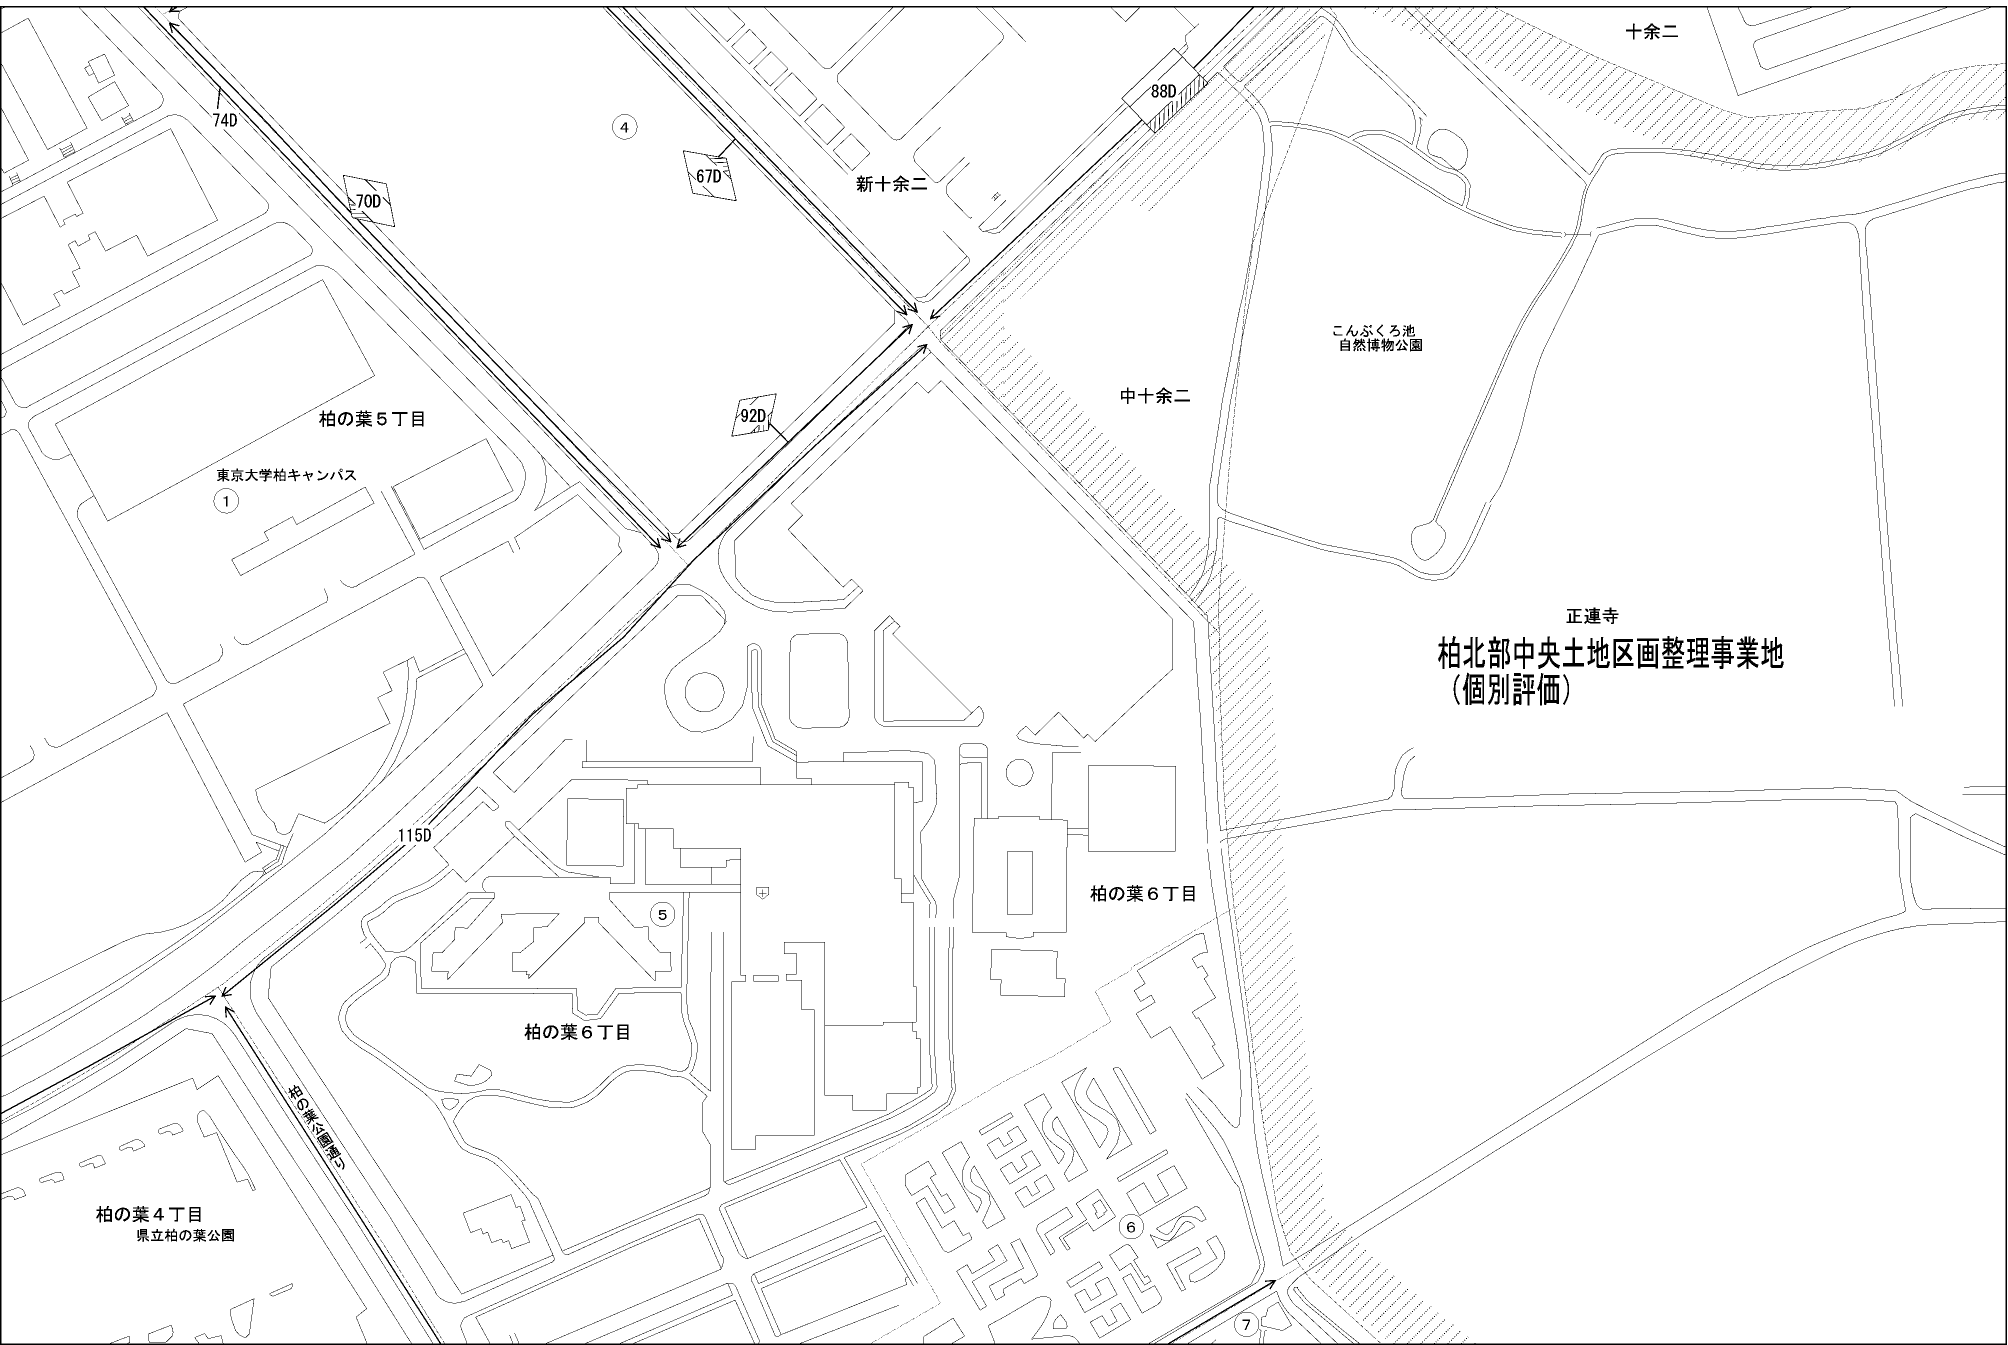 十余二
88D
74D
④
67D
新十余二
70D
こんぶくろ池
自然博物公園
中十余二
92D
柏の葉５丁目
東京大学柏キャンパス
①
正連寺
柏北部中央土地区画整理事業地
（個別評価）
115D
柏の葉６丁目
⑤
柏の葉６丁目
柏の葉公園通り
柏の葉４丁目
県立柏の葉公園
⑥
⑦